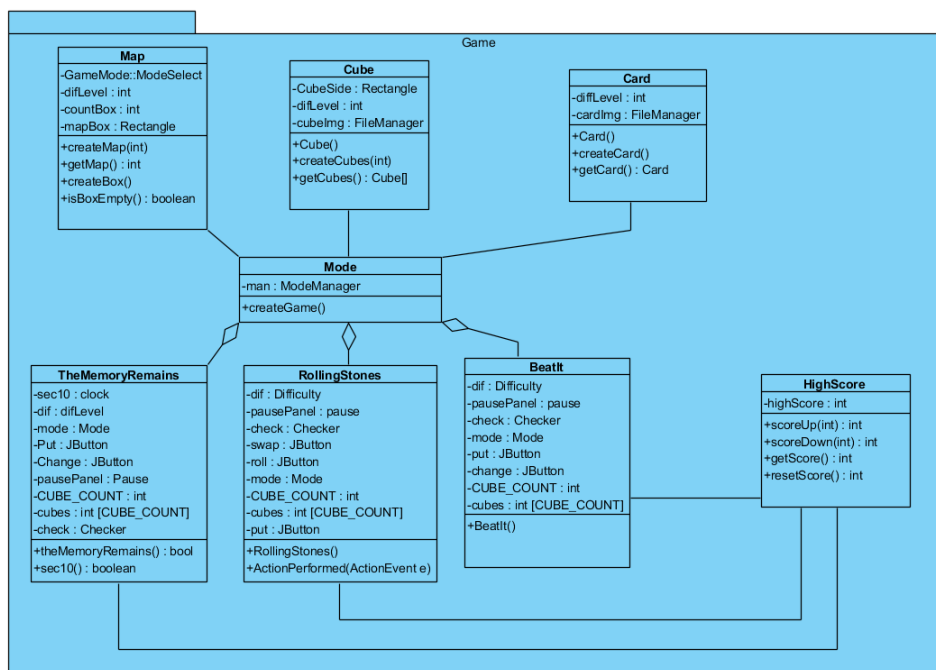 Game
Map
-GameMode::ModeSelect
-difLevel : int
-countBox : int
-mapBox : Rectangle
+createMap(int)
+getMap() : int
+createBox()
+isBoxEmpty() : boolean
Cube
-CubeSide : Rectangle
-difLevel : int
-cubeImg : FileManager
+Cube()
+createCubes(int)
+getCubes() : Cube[]
Card
-diffLevel : int
-cardImg : FileManager
+Card()
+createCard()
+getCard() : Card
Mode
-man : ModeManager
+createGame()
TheMemoryRemains
-sec10 : clock
-dif : difLevel
-mode : Mode
-Put : JButton
-Change : JButton
-pausePanel : Pause
-CUBE_COUNT : int
-cubes : int [CUBE_COUNT]
-check : Checker
+theMemoryRemains() : bool
+sec10() : boolean
RollingStones
-dif : Difficulty
-pausePanel : pause
-check : Checker
-swap : JButton
-roll : JButton
-mode : Mode
-CUBE_COUNT : int
-cubes : int [CUBE_COUNT]
-put : JButton
+RollingStones()
+ActionPerformed(ActionEvent e)
BeatIt
-dif : Difficulty
-pausePanel : pause
-check : Checker
-mode : Mode
-put : JButton
-change : JButton
-CUBE_COUNT : int
-cubes : int [CUBE_COUNT]
+BeatIt()
HighScore
-highScore : int
+scoreUp(int) : int
+scoreDown(int) : int
+getScore() : int
+resetScore() : int